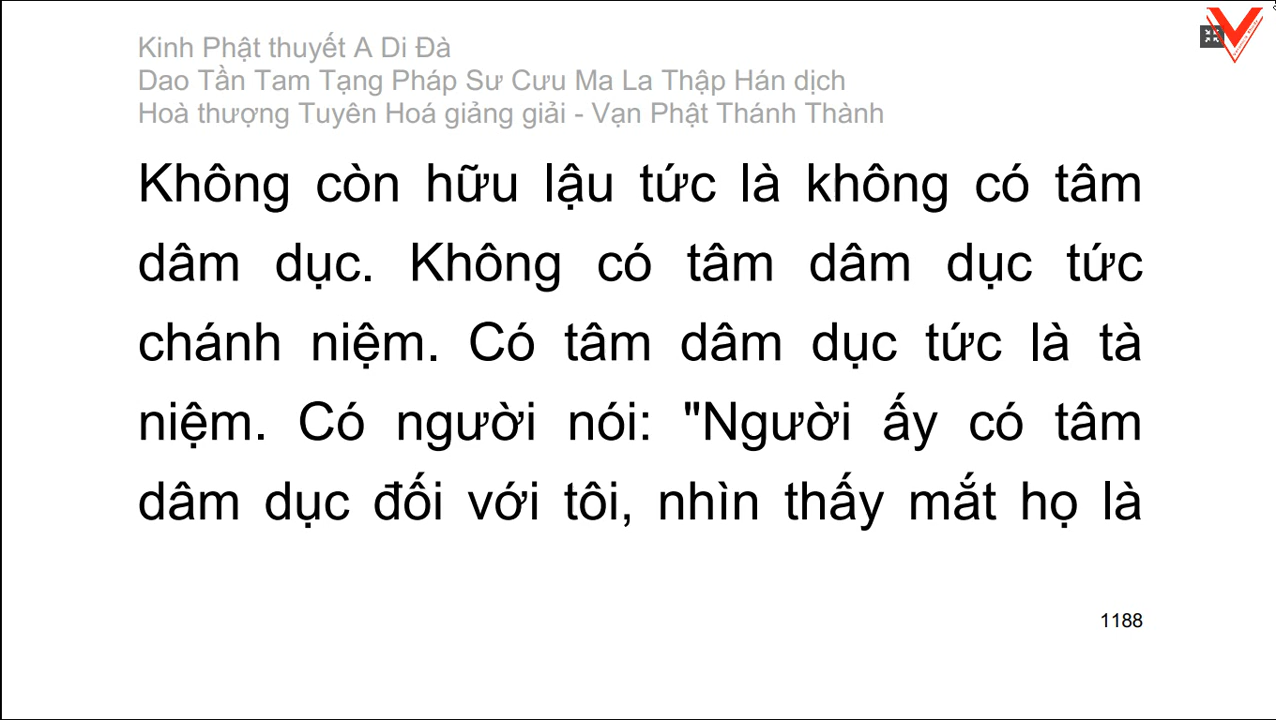 Kinh Phật thuyết A Di Đà
Dao Tần Tam Tạng Pháp Sư Cưu Ma La Thập Hán dịch
Hoà thượng Tuyên Hoá giảng giải - Vạn Phật Thánh Thành
Không còn hữu lậu tức là không có tâm
dâm dục. Không có tâm dâm dục tức
chánh niệm. Có tâm dâm dục tức là tà
niệm. Có người nói: "Người ấy có tâm
dâm dục đối với tôi, nhìn thấy mắt họ là
1188